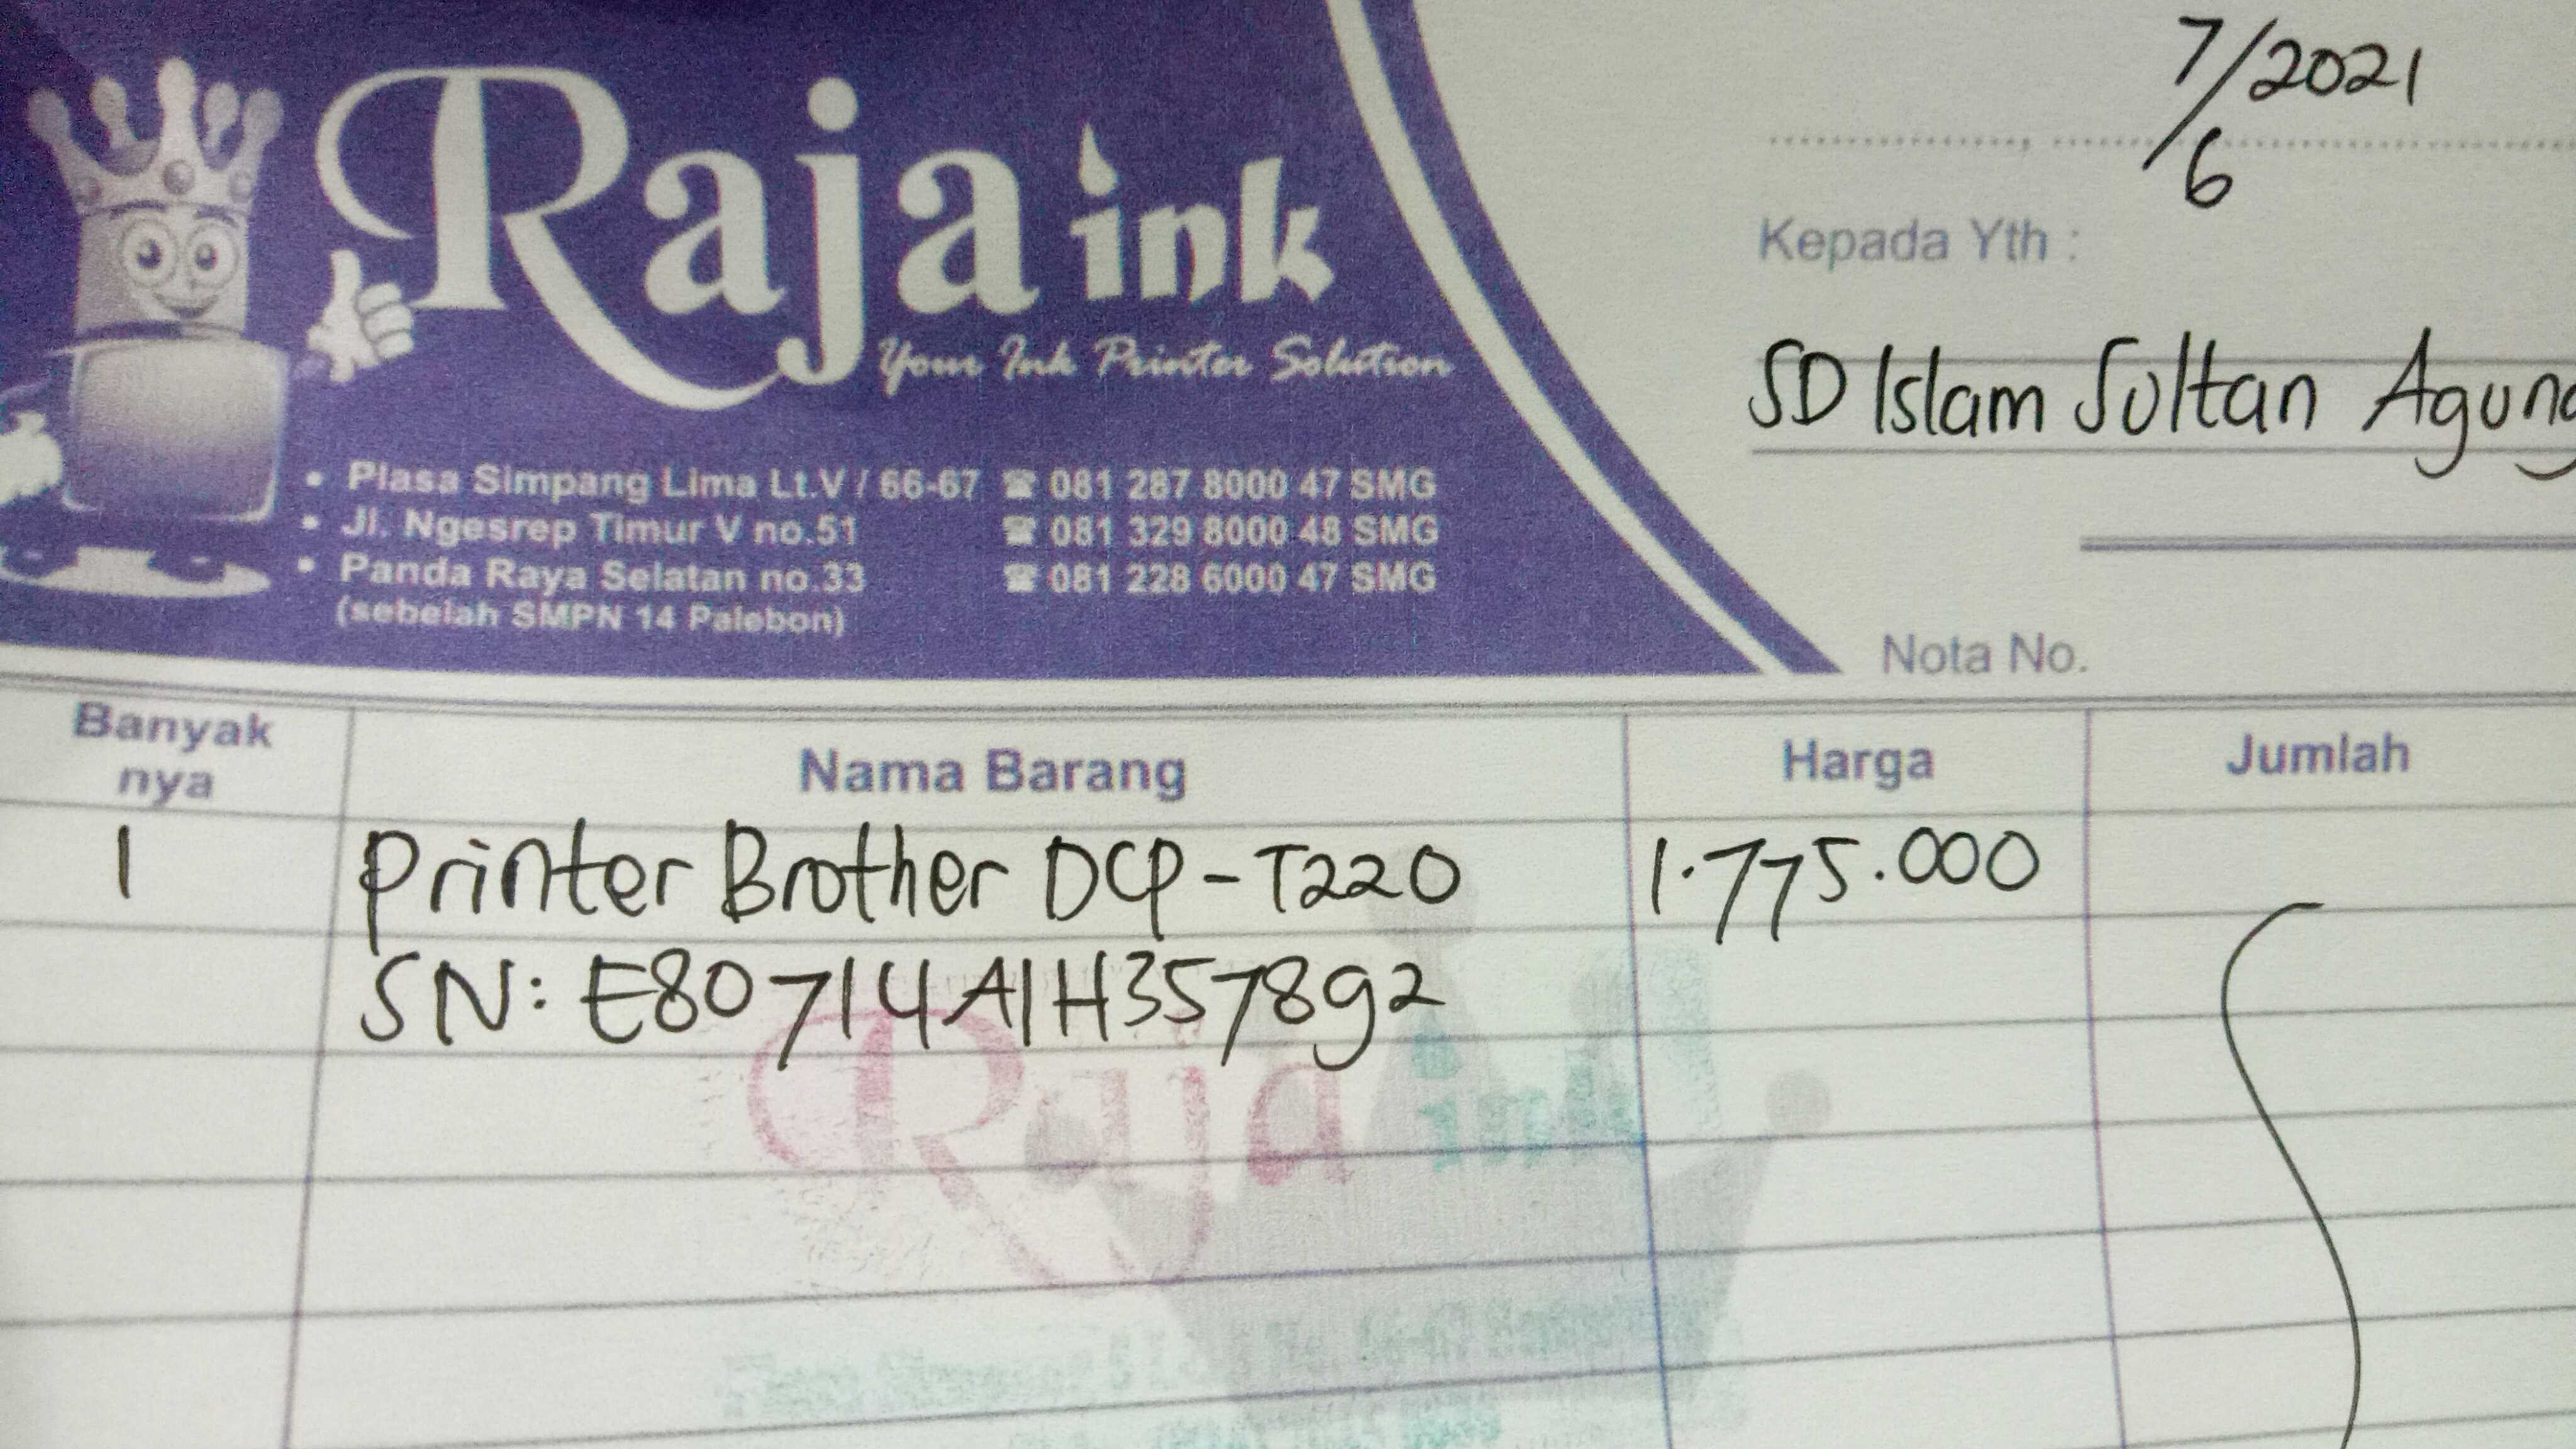 Raja ink
Your Ink Printer Solution
• Plasa Simpang Lima Lt.V / 66-67 ☎ 081 287 8000 47 SMG
• Jl. Ngesrep Timur V no.51 ☎ 081 329 8000 48 SMG
• Panda Raya Selatan no.33 ☎ 081 228 6000 47 SMG
(sebelah SMPN 14 Palebon)
7/6 2021
Kepada Yth :
SD Islam Sultan Agung
Nota No.
Banyak nya Nama Barang Harga Jumlah
1 Printer Brother DCP-T220 1.775.000
SN: E80714A1H357892
Raja